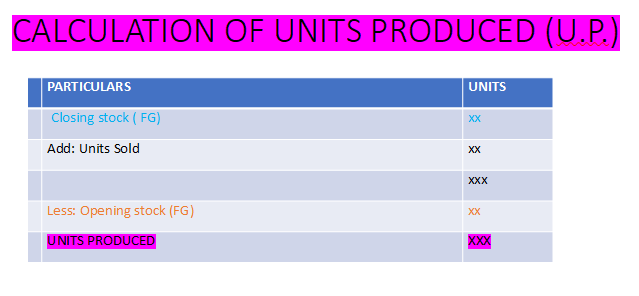 CALCULATION OF UNITS PRODUCED (U.P.)
PARTICULARS UNITS
Closing stock ( FG) xx
Add: Units Sold xx
xxx
Less: Opening stock (FG) xx
UNITS PRODUCED XXX